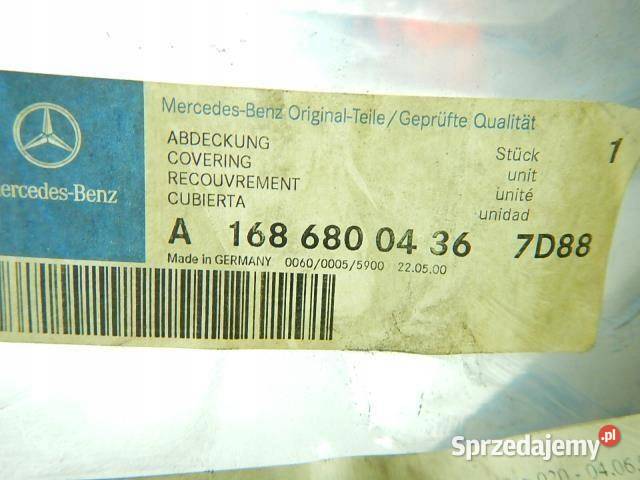 Mercedes-Benz Original-Teile/Geprüfte Qualität
ABDECKUNG
COVERING
RECOUVREMENT
CUBIERTA
Stück 1
unit
unité
unidad
ercedes-Benz
A 168 680 04 36 7D88
Made in GERMANY 0060/0005/5900 22.05.00
Sprzedajemy.pl